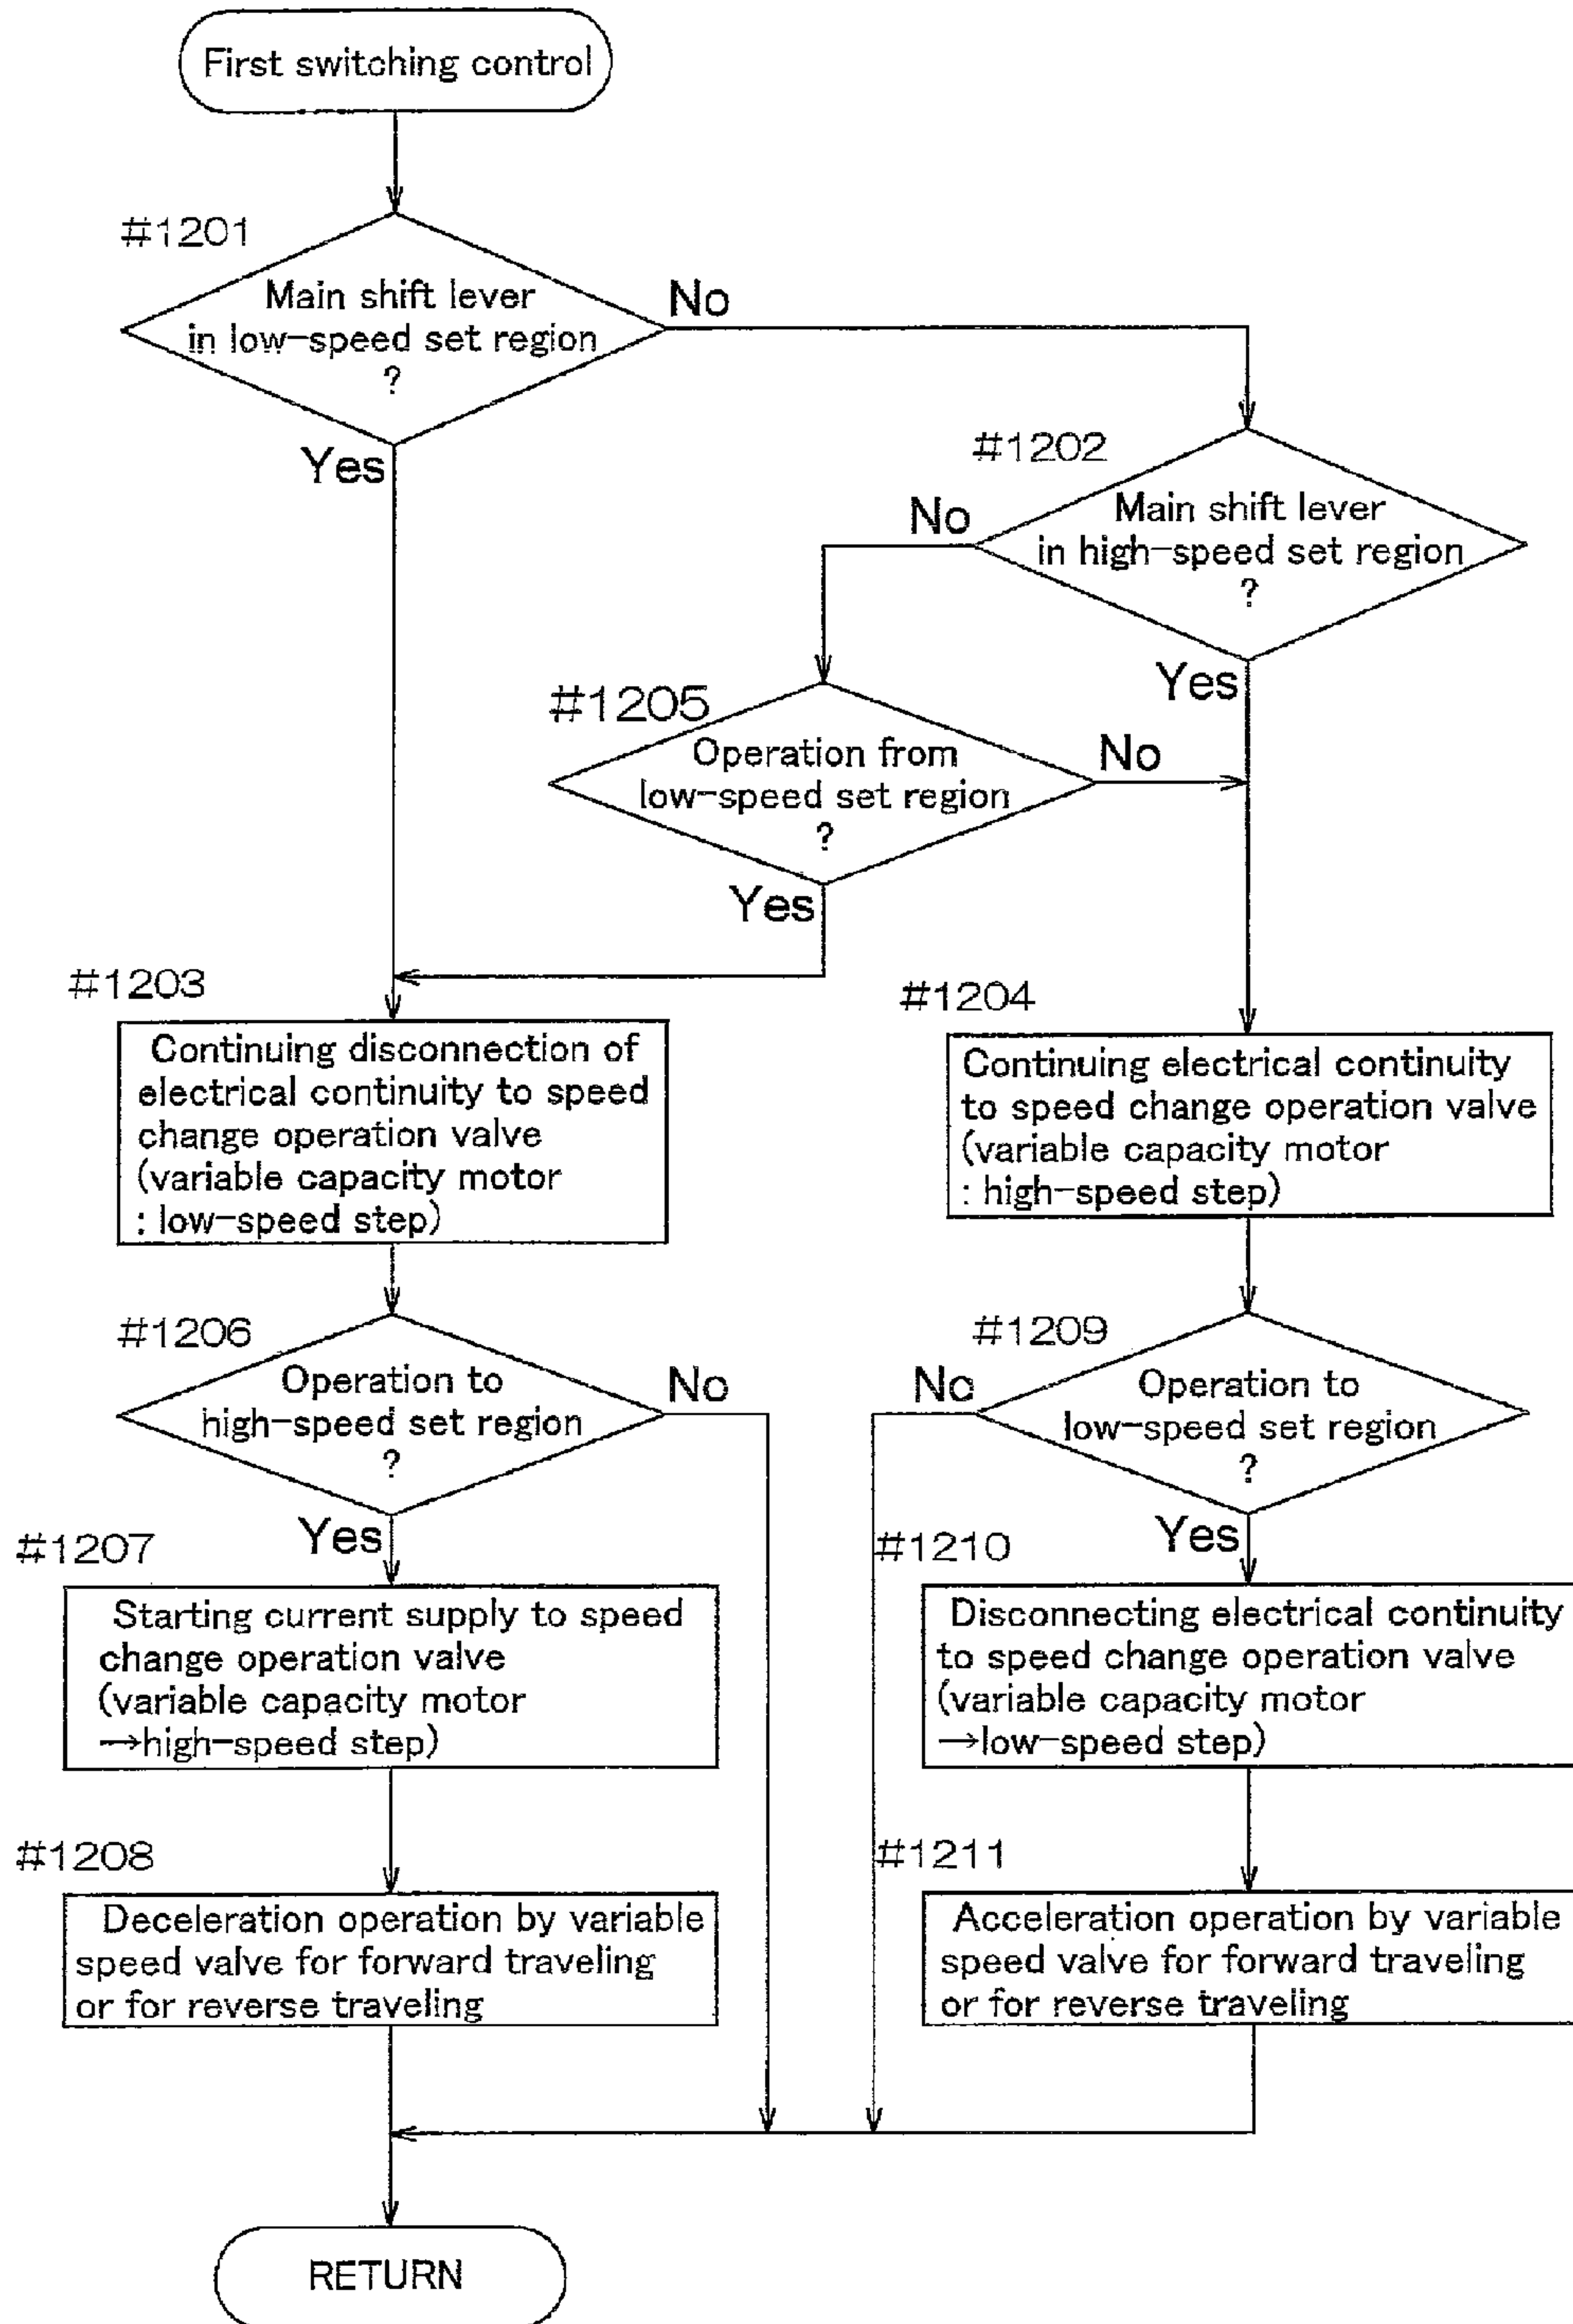 First switching control
#1201
Main shift lever
in low-speed set region
?
No
Yes
#1202
Main shift lever
in high-speed set region
?
No
Yes
#1205
Operation from
low-speed set region
?
No
Yes
#1203
Continuing disconnection of
electrical continuity to speed
change operation valve
(variable capacity motor
: low-speed step)
#1204
Continuing electrical continuity
to speed change operation valve
(variable capacity motor
: high-speed step)
#1206
Operation to
high-speed set region
?
No
Yes
#1209
Operation to
low-speed set region
?
No
Yes
#1207
Starting current supply to speed
change operation valve
(variable capacity motor
→high-speed step)
#1210
Disconnecting electrical continuity
to speed change operation valve
(variable capacity motor
→low-speed step)
#1208
Deceleration operation by variable
speed valve for forward traveling
or for reverse traveling
#1211
Acceleration operation by variable
speed valve for forward traveling
or for reverse traveling
RETURN